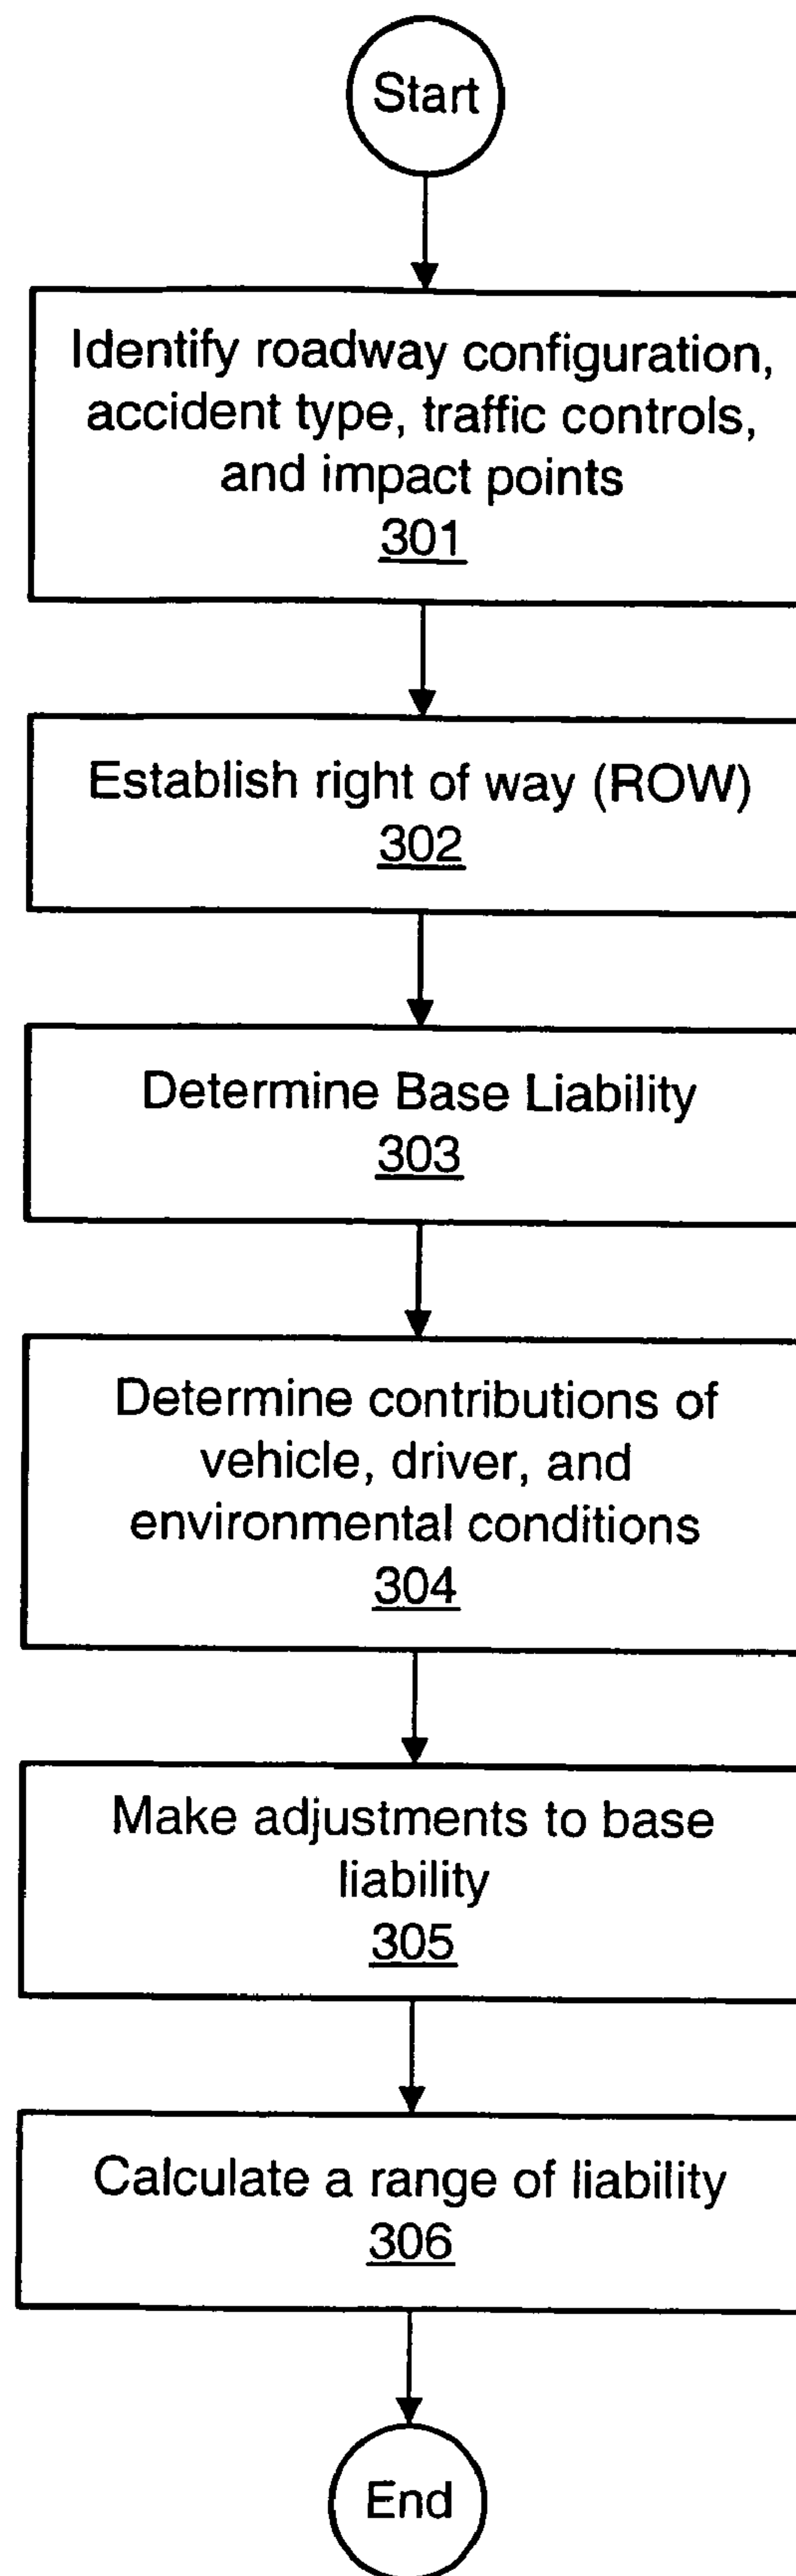 Start
Identify roadway configuration,
accident type, traffic controls,
and impact points
301
Establish right of way (ROW)
302
Determine Base Liability
303
Determine contributions of
vehicle, driver, and
environmental conditions
304
Make adjustments to base
liability
305
Calculate a range of liability
306
End